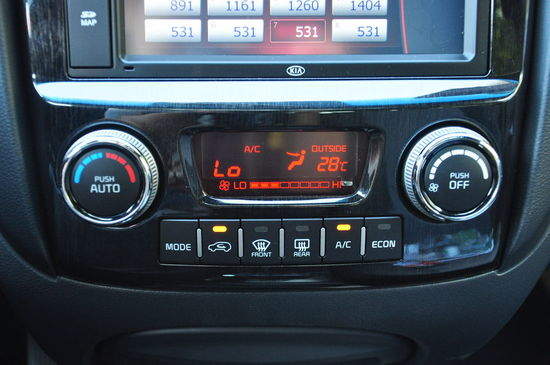 891 1161 1260 1404
MAP
531 531 7 531 531
KIA
A/C OUTSIDE
Lo 28°C
LO HI
PUSH
AUTO
PUSH
OFF
MODE FRONT REAR A/C ECON